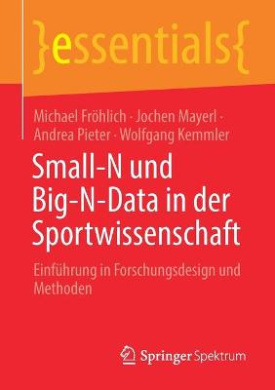 }essentials{
Michael Fröhlich · Jochen Mayerl ·
Andrea Pieter · Wolfgang Kemmler
Small-N und
Big-N-Data in der
Sportwissenschaft
Einführung in Forschungsdesign und
Methoden
Springer Spektrum